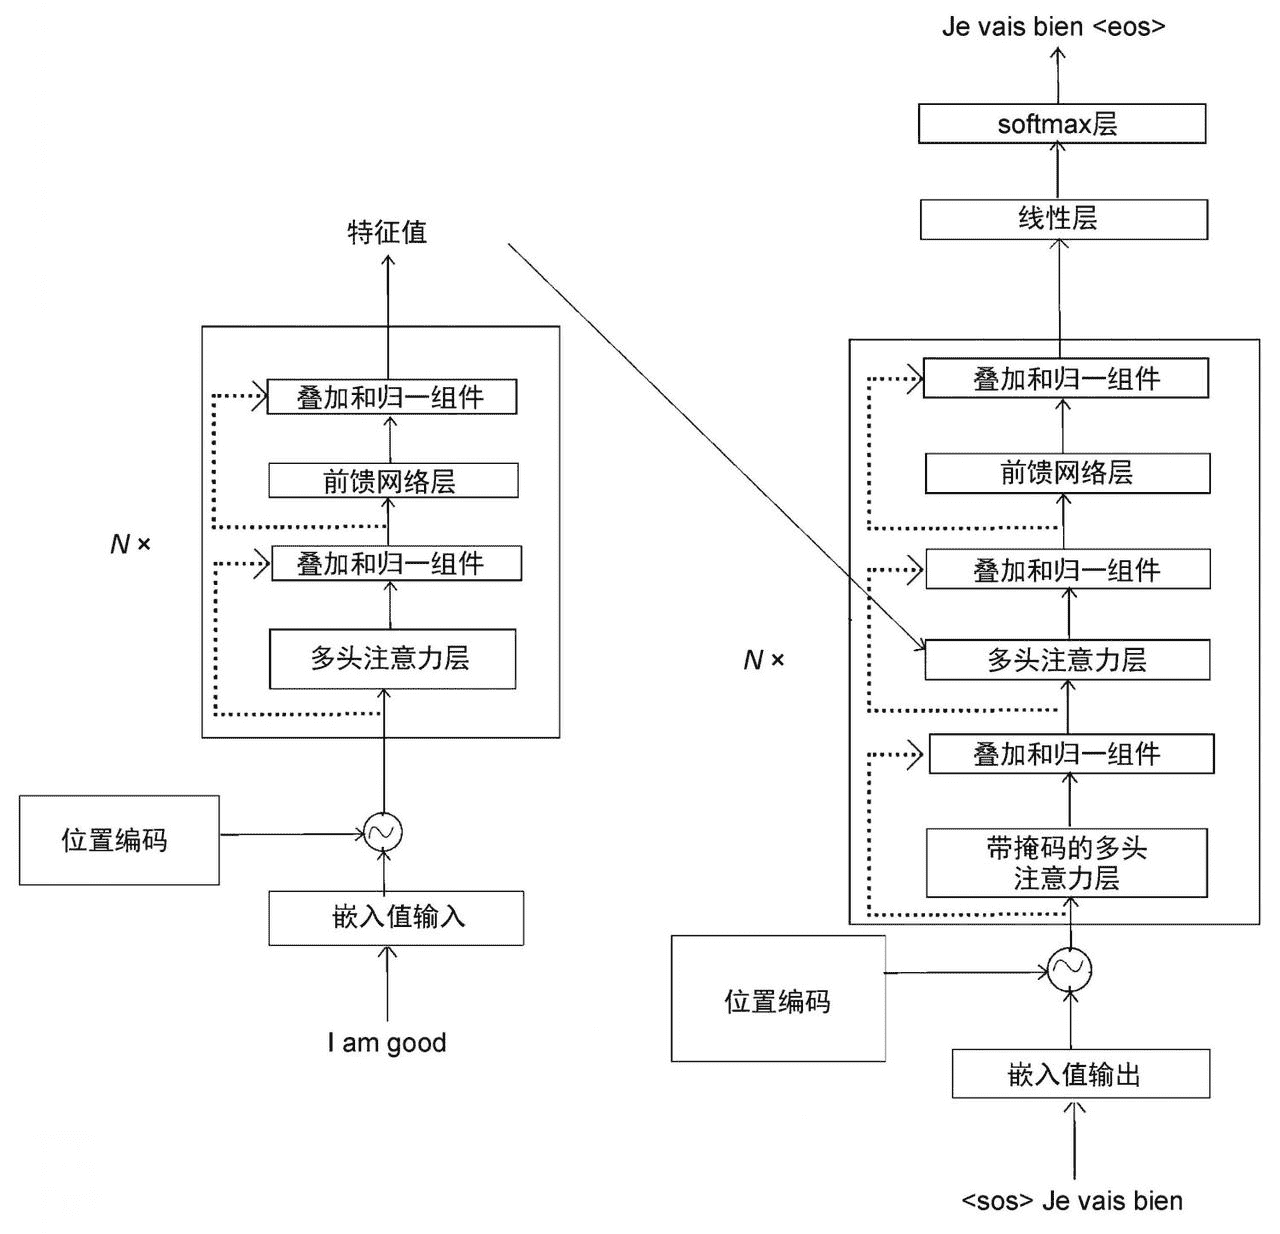 特征值
叠加和归一组件
前馈网络层
叠加和归一组件
N ×
多头注意力层
位置编码
嵌入值输入
I am good
Je vais bien <eos>
softmax层
线性层
叠加和归一组件
前馈网络层
叠加和归一组件
多头注意力层
N ×
叠加和归一组件
带掩码的多头
注意力层
位置编码
嵌入值输出
<sos> Je vais bien